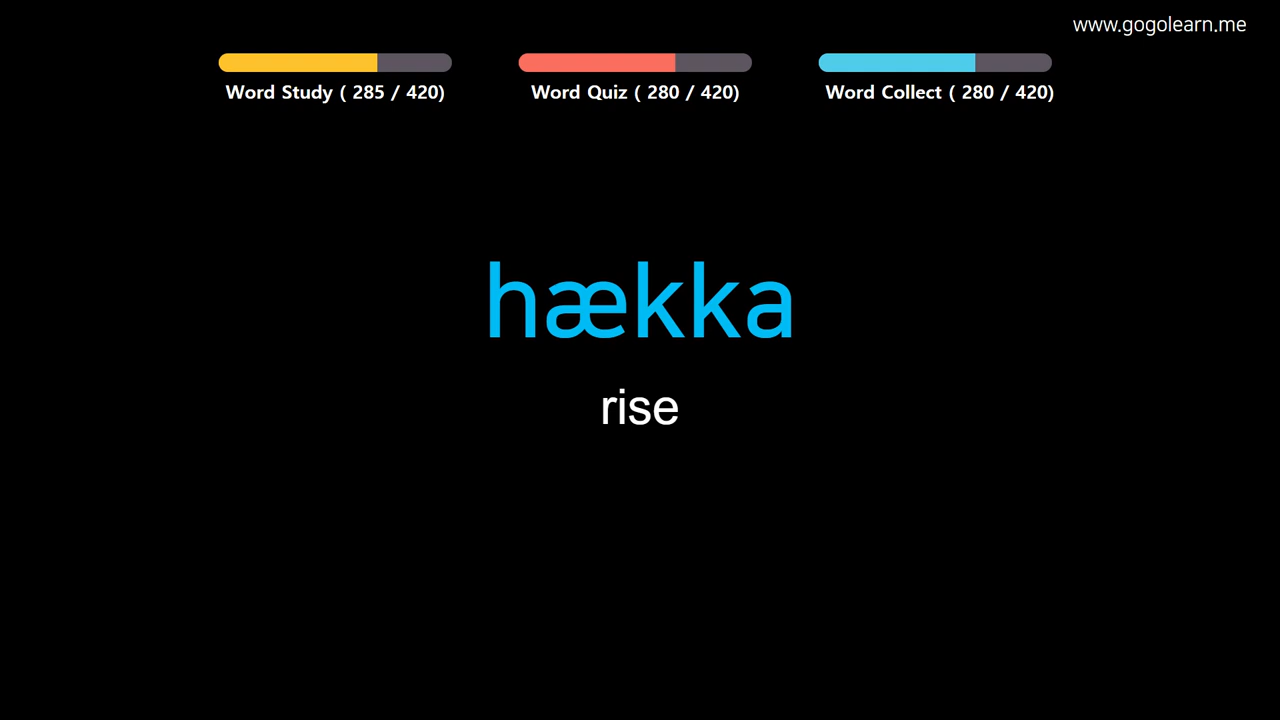 www.gogolearn.me
Word Study ( 285 / 420)
Word Quiz ( 280 / 420)
Word Collect ( 280 / 420)
hækka
rise